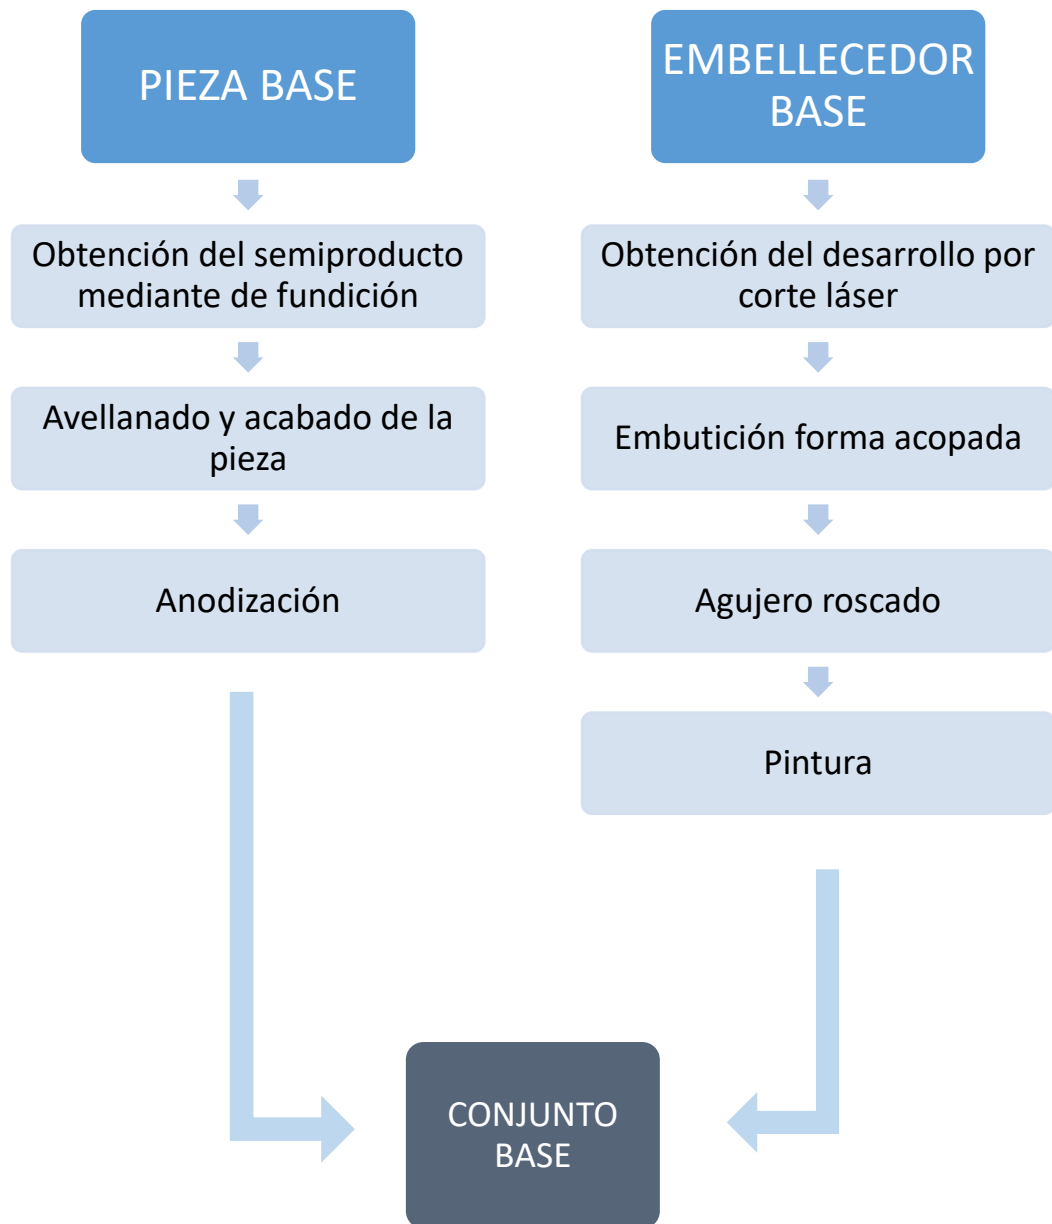 PIEZA BASE
Obtención del semiproducto
mediante de fundición
Avellanado y acabado de la
pieza
Anodización
EMBELLECEDOR
BASE
Obtención del desarrollo por
corte láser
Embutición forma acopada
Agujero roscado
Pintura
CONJUNTO
BASE